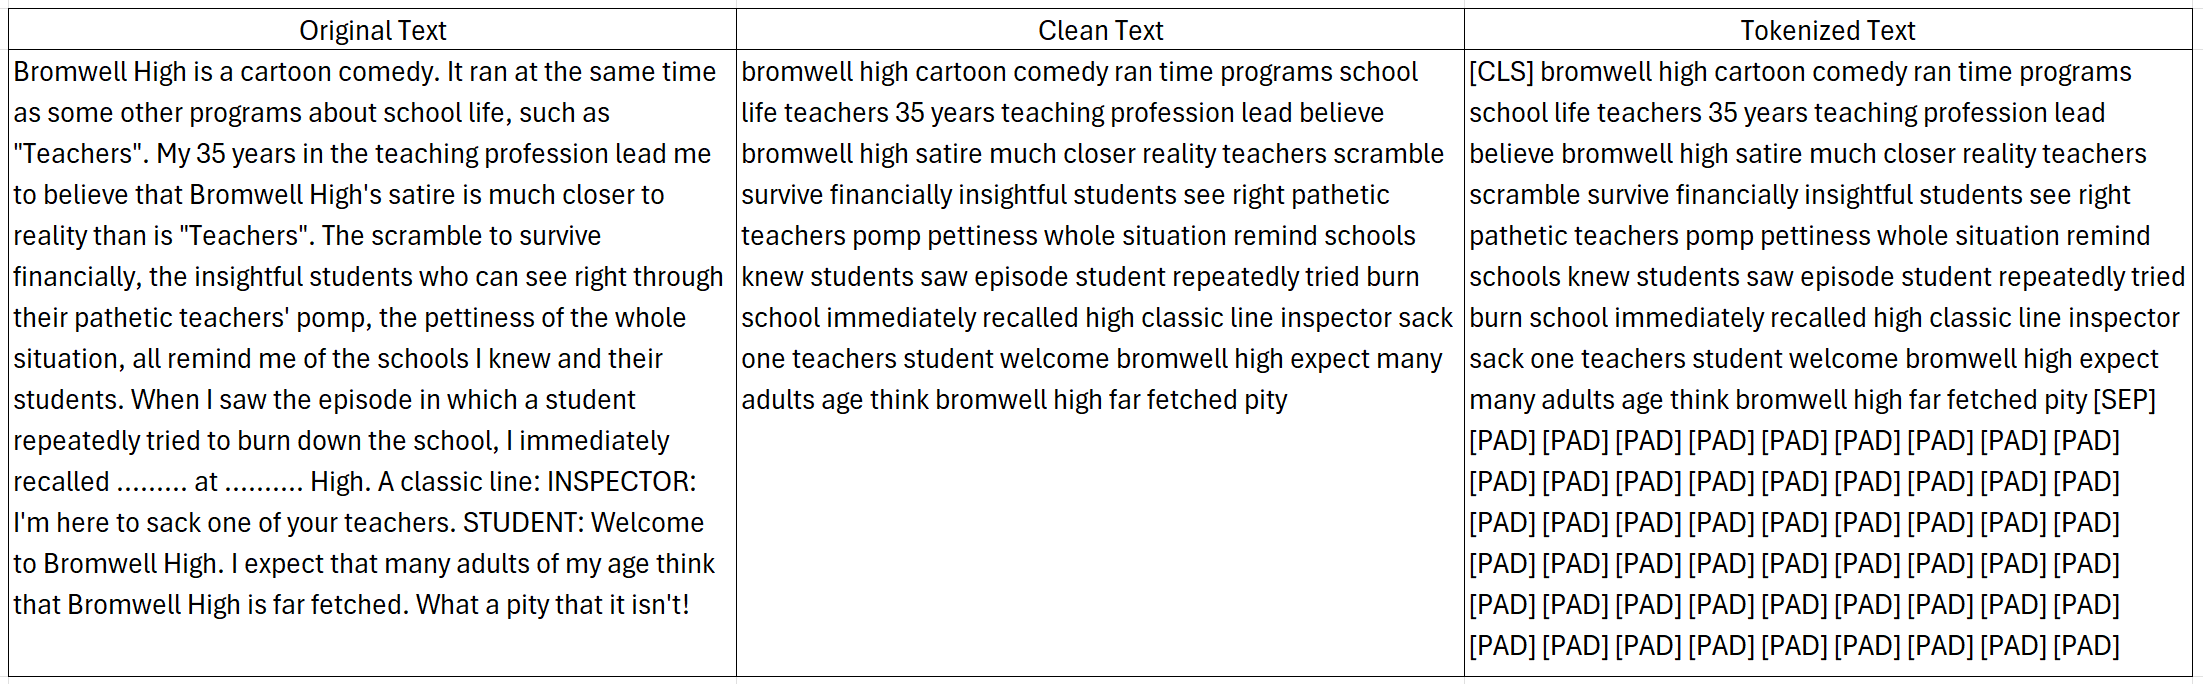 Original Text
Clean Text
Tokenized Text
Bromwell High is a cartoon comedy. It ran at the same time
as some other programs about school life, such as
"Teachers". My 35 years in the teaching profession lead me
to believe that Bromwell High's satire is much closer to
reality than is "Teachers". The scramble to survive
financially, the insightful students who can see right through
their pathetic teachers' pomp, the pettiness of the whole
situation, all remind me of the schools I knew and their
students. When I saw the episode in which a student
repeatedly tried to burn down the school, I immediately
recalled ......... at .......... High. A classic line: INSPECTOR:
I'm here to sack one of your teachers. STUDENT: Welcome
to Bromwell High. I expect that many adults of my age think
that Bromwell High is far fetched. What a pity that it isn't!
bromwell high cartoon comedy ran time programs school
life teachers 35 years teaching profession lead believe
bromwell high satire much closer reality teachers scramble
survive financially insightful students see right pathetic
teachers pomp pettiness whole situation remind schools
knew students saw episode student repeatedly tried burn
school immediately recalled high classic line inspector sack
one teachers student welcome bromwell high expect many
adults age think bromwell high far fetched pity
[CLS] bromwell high cartoon comedy ran time programs
school life teachers 35 years teaching profession lead
believe bromwell high satire much closer reality teachers
scramble survive financially insightful students see right
pathetic teachers pomp pettiness whole situation remind
schools knew students saw episode student repeatedly tried
burn school immediately recalled high classic line inspector
sack one teachers student welcome bromwell high expect
many adults age think bromwell high far fetched pity [SEP]
[PAD] [PAD] [PAD] [PAD] [PAD] [PAD] [PAD] [PAD] [PAD]
[PAD] [PAD] [PAD] [PAD] [PAD] [PAD] [PAD] [PAD] [PAD]
[PAD] [PAD] [PAD] [PAD] [PAD] [PAD] [PAD] [PAD] [PAD]
[PAD] [PAD] [PAD] [PAD] [PAD] [PAD] [PAD] [PAD] [PAD]
[PAD] [PAD] [PAD] [PAD] [PAD] [PAD] [PAD] [PAD] [PAD]
[PAD] [PAD] [PAD] [PAD] [PAD] [PAD] [PAD] [PAD] [PAD]